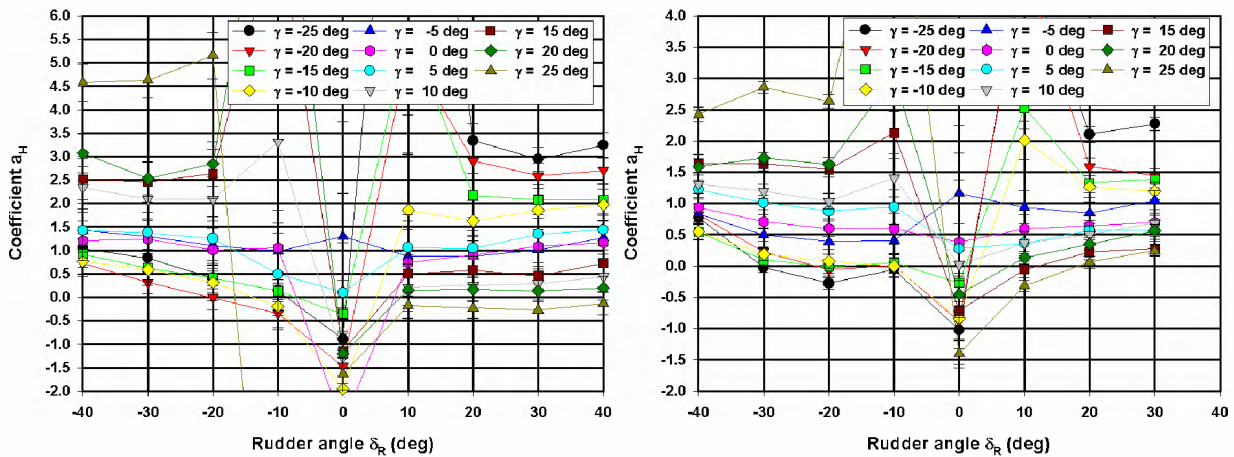 6.0
5.5
5.0
4.5
4.0
3.5
3.0
2.5
2.0
1.5
1.0
0.5
0.0
-0.5
-1.0
-1.5
-2.0
Coefficient aH
γ = -25 deg
γ = -20 deg
γ = -15 deg
γ = -10 deg
γ = -5 deg
γ = 0 deg
γ = 5 deg
γ = 10 deg
γ = 15 deg
γ = 20 deg
γ = 25 deg
-40 -30 -20 -10 0 10 20 30 40
Rudder angle δR (deg)
4.0
3.5
3.0
2.5
2.0
1.5
1.0
0.5
0.0
-0.5
-1.0
-1.5
-2.0
Coefficient aH
γ = -25 deg
γ = -20 deg
γ = -15 deg
γ = -10 deg
γ = -5 deg
γ = 0 deg
γ = 5 deg
γ = 10 deg
γ = 15 deg
γ = 20 deg
γ = 25 deg
-40 -30 -20 -10 0 10 20 30 40
Rudder angle δR (deg)